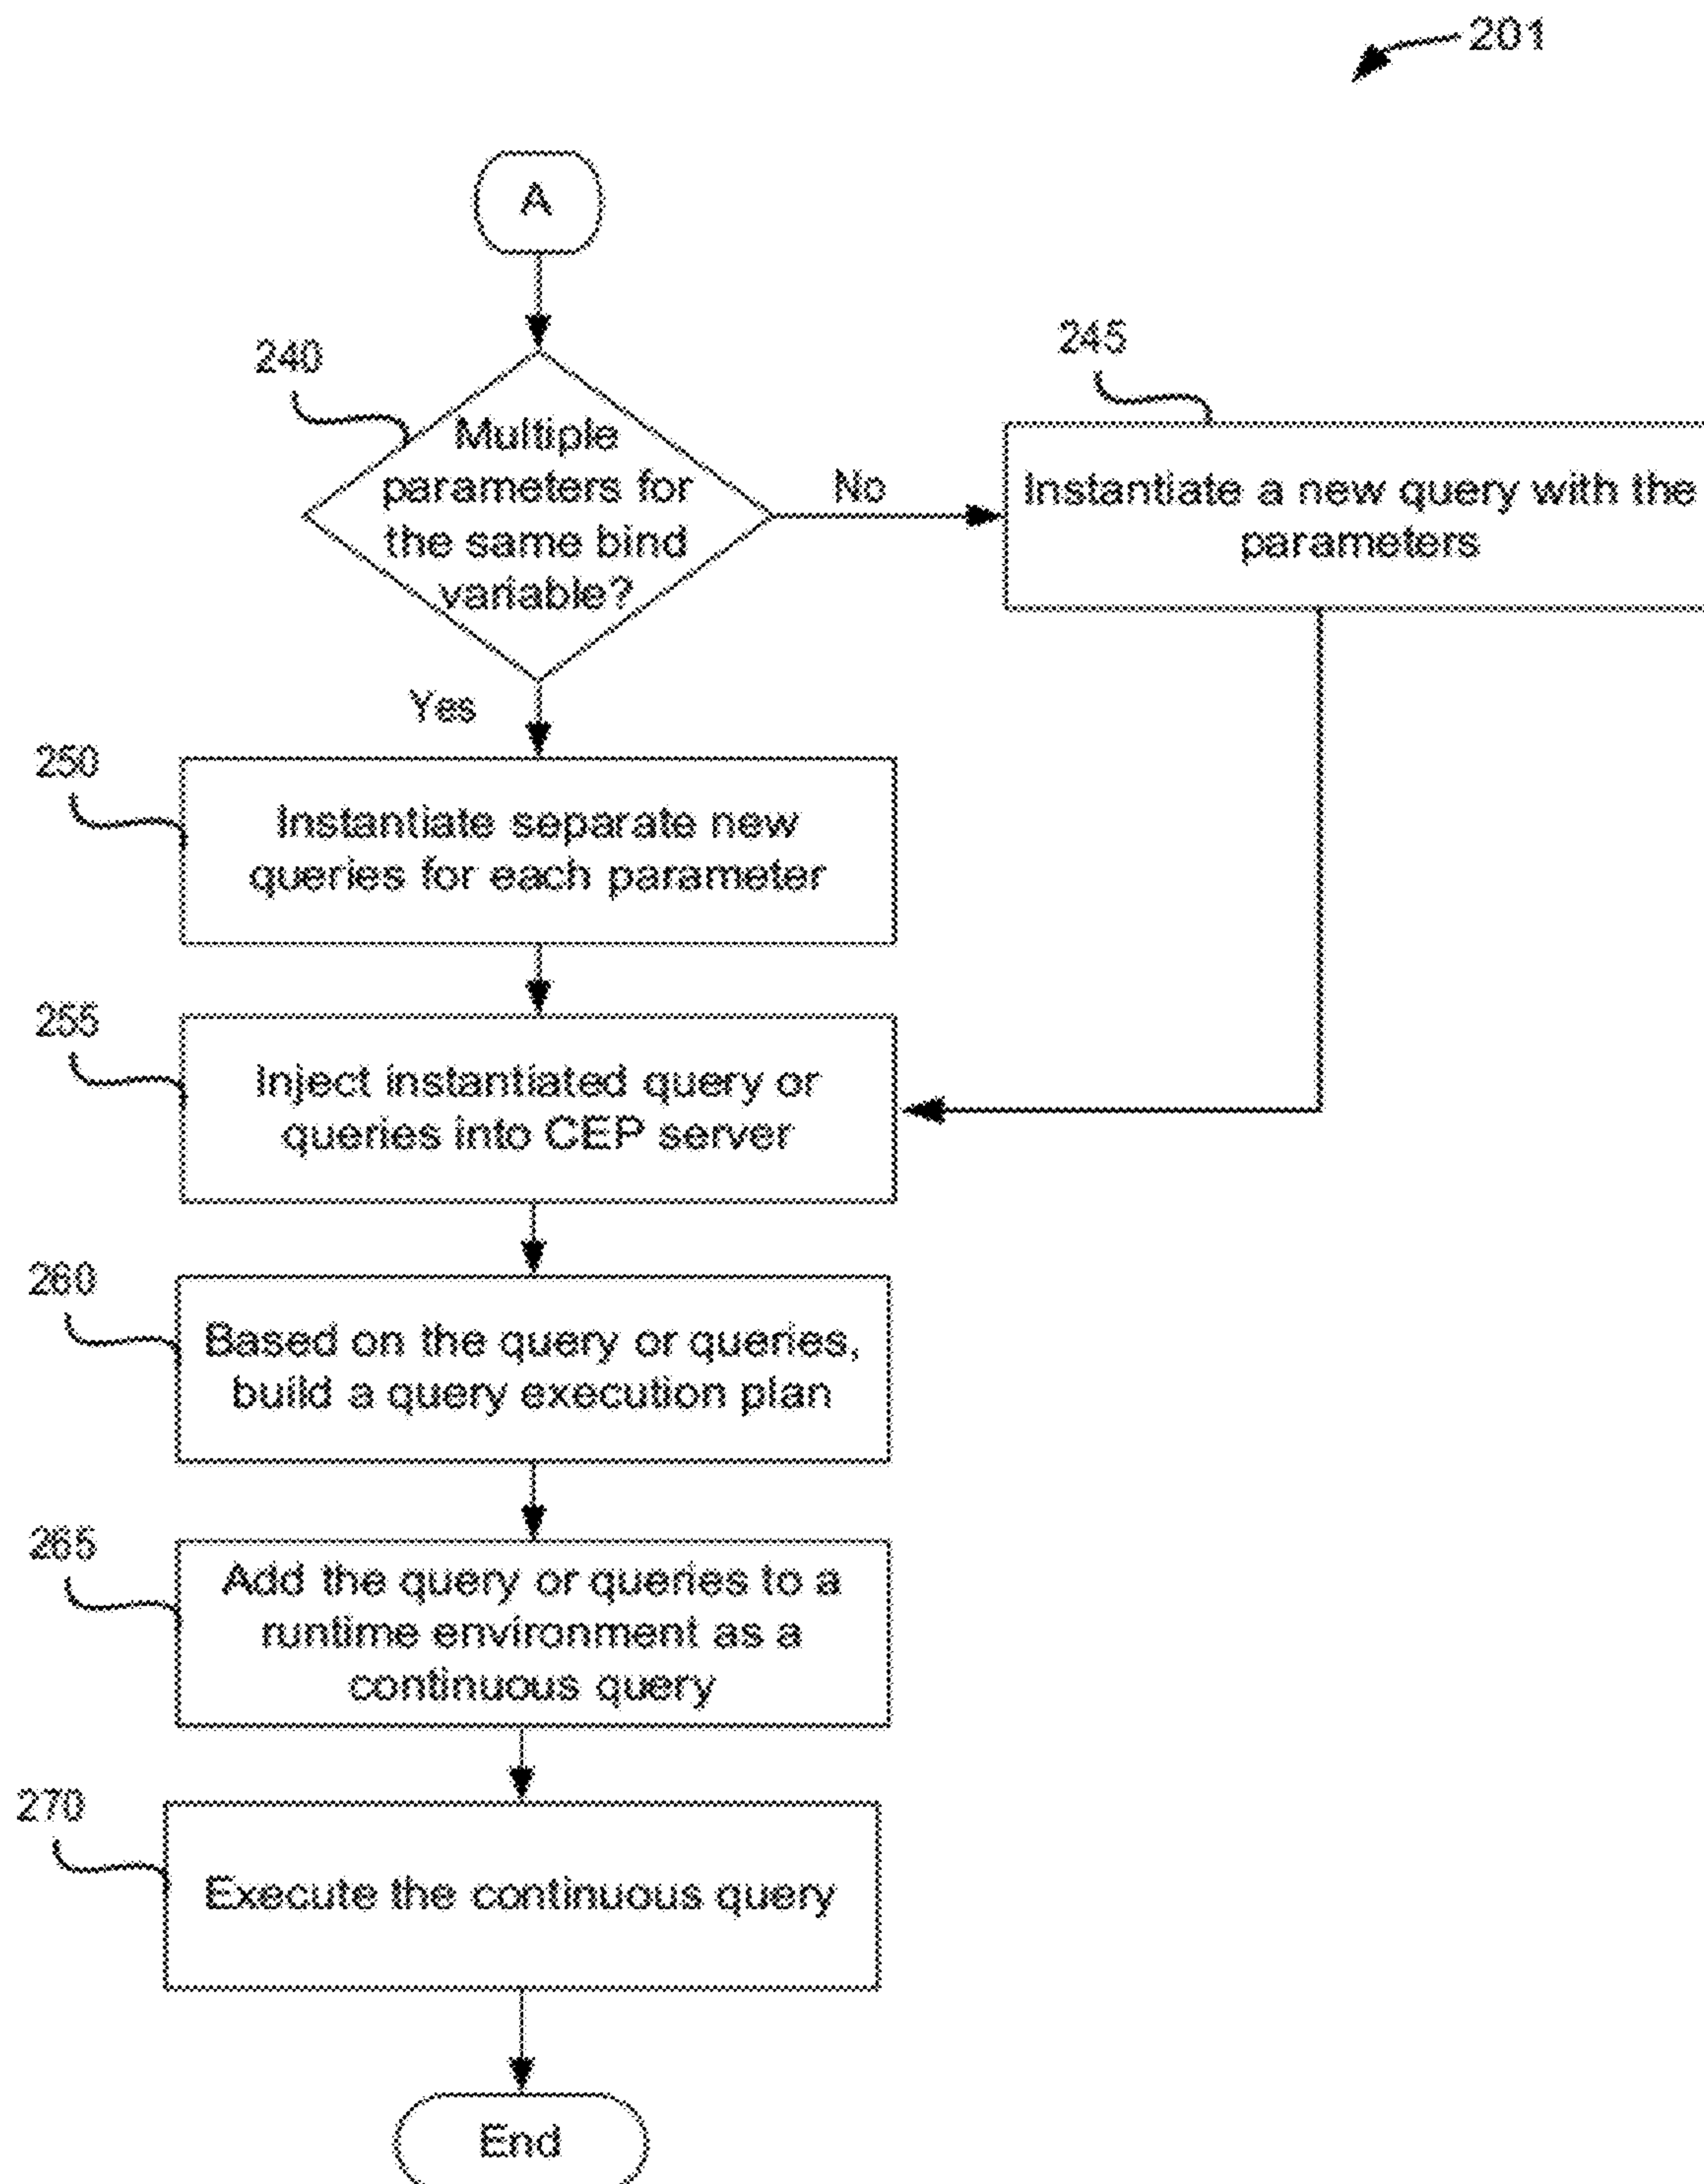 201
A
240
Multiple
parameters for
the same bind
variable?
No
245
Instantiate a new query with the
parameters
Yes
250
Instantiate separate new
queries for each parameter
255
Inject instantiated query or
queries into CEP server
260
Based on the query or queries,
build a query execution plan
265
Add the query or queries to a
runtime environment as a
continuous query
270
Execute the continuous query
End